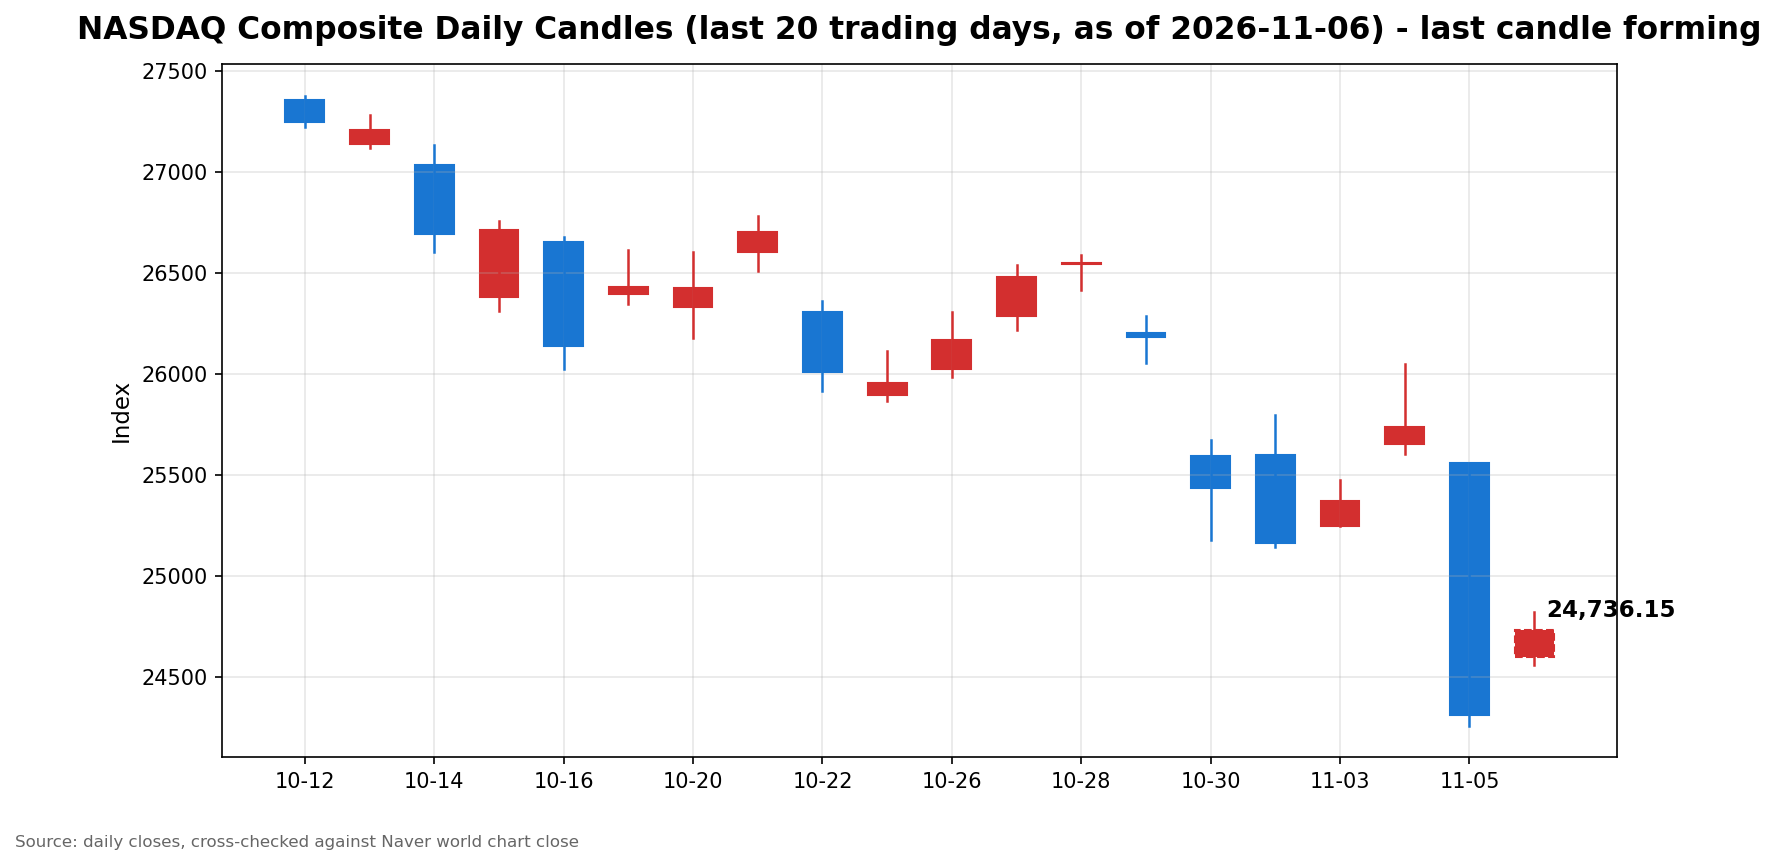 NASDAQ Composite Daily Candles (last 20 trading days, as of 2026-11-06) - last candle forming
27500
27000
26500
26000
25500
25000
24500
Index
24,736.15
10-12 10-14 10-16 10-20 10-22 10-26 10-28 10-30 11-03 11-05
Source: daily closes, cross-checked against Naver world chart close